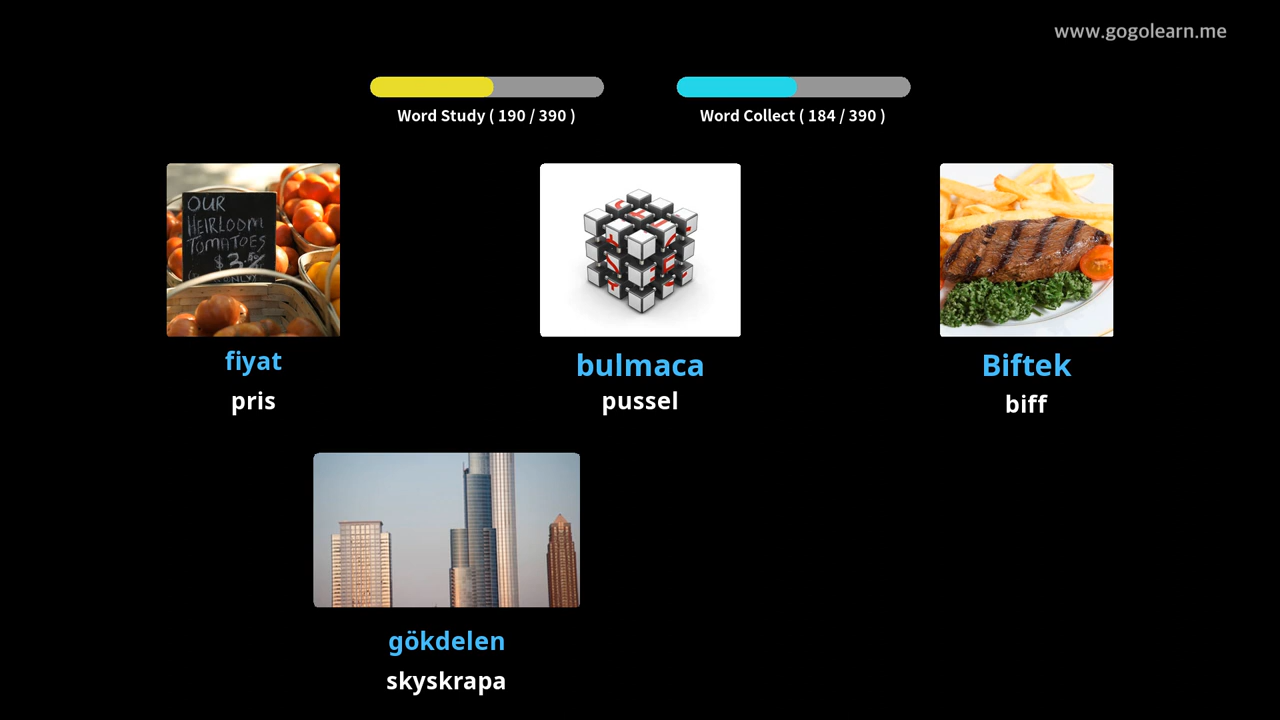 www.gogolearn.me
Word Study ( 190 / 390 )
Word Collect ( 184 / 390 )
OUR
HEIRLOOM
TOMATOES
fiyat
pris
bulmaca
pussel
Biftek
biff
gökdelen
skyskrapa